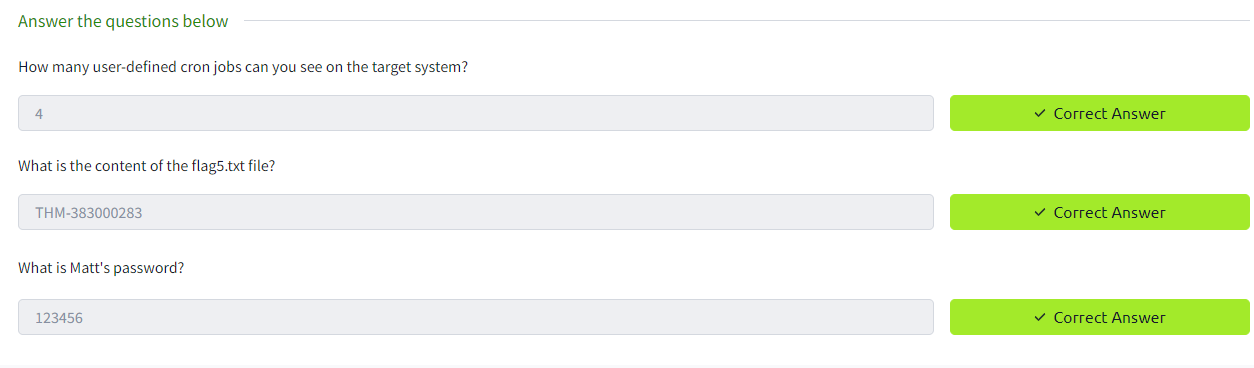 Answer the questions below
How many user-defined cron jobs can you see on the target system?
4
✓ Correct Answer
What is the content of the flag5.txt file?
THM-383000283
✓ Correct Answer
What is Matt's password?
123456
✓ Correct Answer